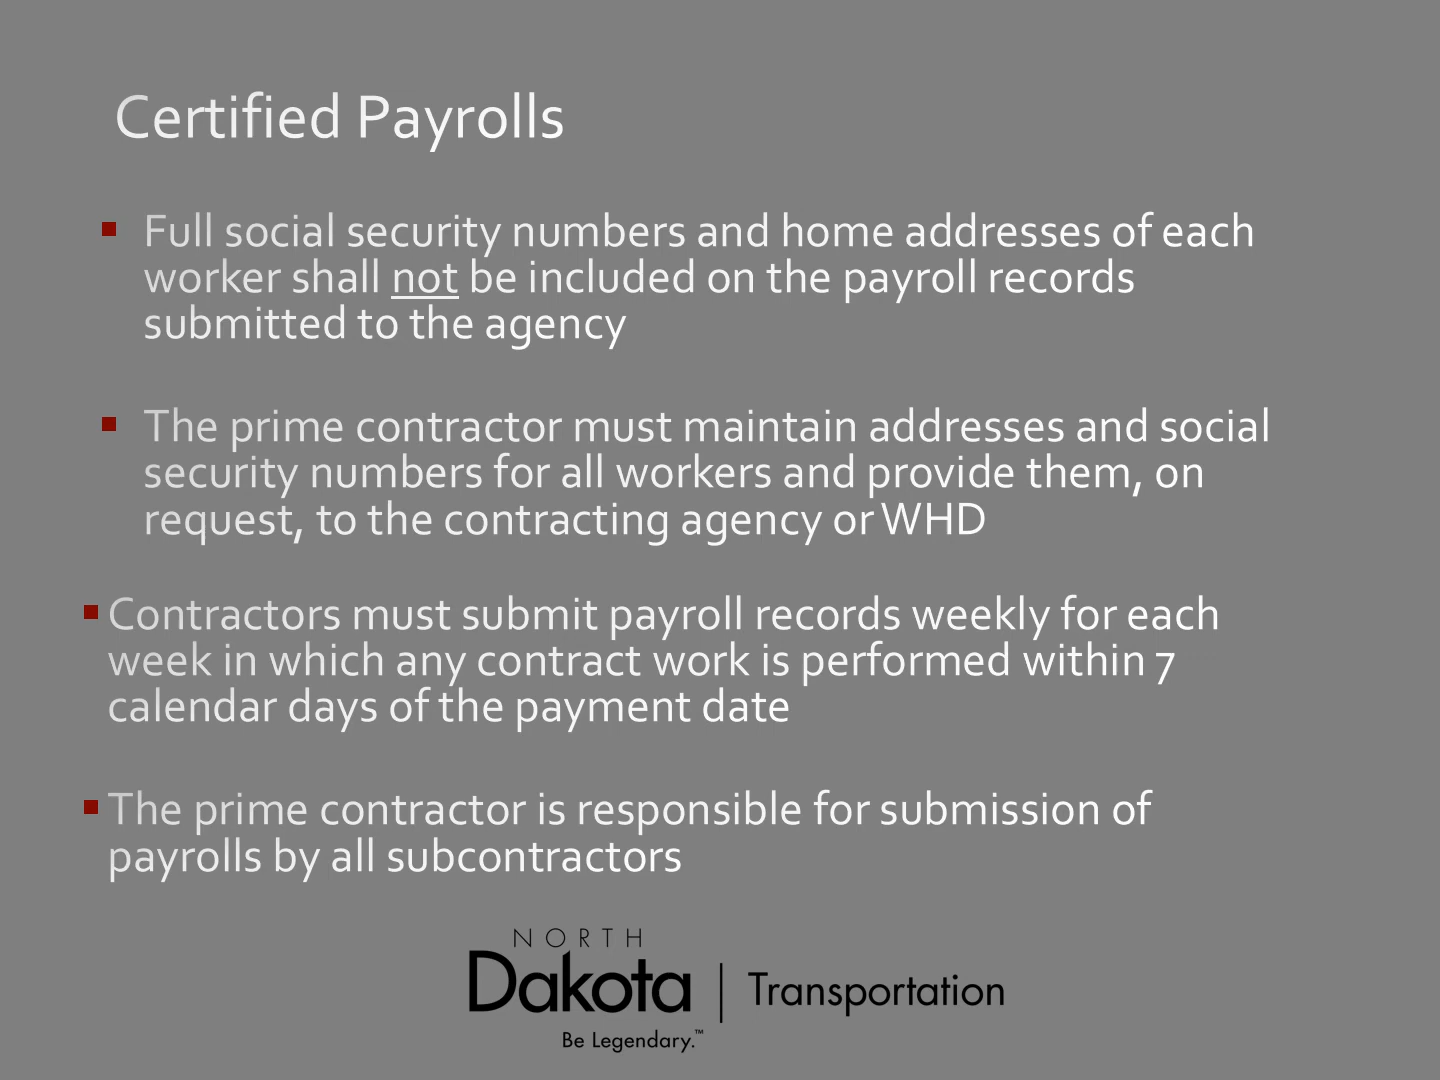 Certified Payrolls
▪ Full social security numbers and home addresses of each
worker shall not be included on the payroll records
submitted to the agency
▪ The prime contractor must maintain addresses and social
security numbers for all workers and provide them, on
request, to the contracting agency or WHD
▪ Contractors must submit payroll records weekly for each
week in which any contract work is performed within 7
calendar days of the payment date
▪ The prime contractor is responsible for submission of
payrolls by all subcontractors
NORTH
Dakota | Transportation
Be Legendary.™